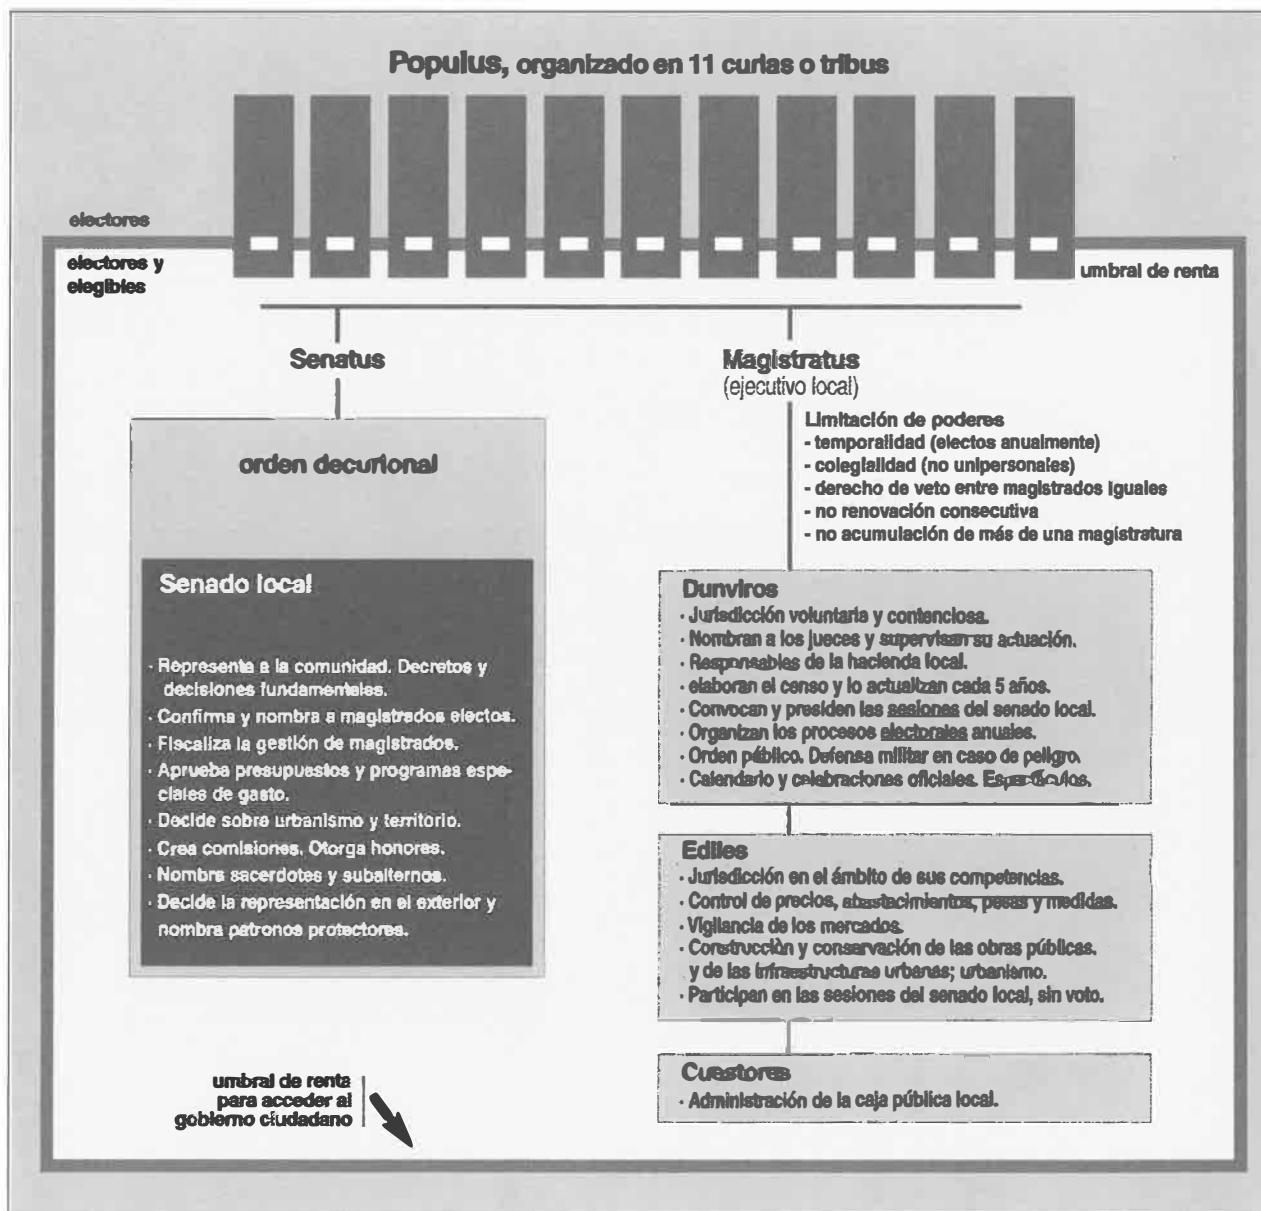 Populus, organizado en 11 curias o tribus
electores
electores y
elegibles
umbral de renta
Senatus
orden decurional
Senado local
· Representa a la comunidad. Decretos y
decisiones fundamentales.
· Confirma y nombra a magistrados electos.
· Fiscaliza la gestión de magistrados.
· Aprueba presupuestos y programas espe-
ciales de gasto.
· Decide sobre urbanismo y territorio.
· Crea comisiones. Otorga honores.
· Nombra sacerdotes y subalternos.
· Decide la representación en el exterior y
nombra patronos protectores.
Magistratus
(ejecutivo local)
Limitación de poderes
- temporalidad (electos anualmente)
- colegialidad (no unipersonales)
- derecho de veto entre magistrados iguales
- no renovación consecutiva
- no acumulación de más de una magistratura
Dunviros
· Jurisdicción voluntaria y contenciosa.
· Nombran a los jueces y supervisan su actuación.
· Responsables de la hacienda local.
· elaboran el censo y lo actualizan cada 5 años.
· Convocan y presiden las sesiones del senado local.
· Organizan los procesos electorales anuales.
· Orden público. Defensa militar en caso de peligro.
· Calendario y celebraciones oficiales. Espectáculos.
Ediles
· Jurisdicción en el ámbito de sus competencias.
· Control de precios, abastecimientos, pesas y medidas.
· Vigilancia de los mercados.
· Construcción y conservación de las obras públicas.
y de las infraestructuras urbanas; urbanismo.
· Participan en las sesiones del senado local, sin voto.
Cuestores
· Administración de la caja pública local.
umbral de renta
para acceder al
gobierno ciudadano